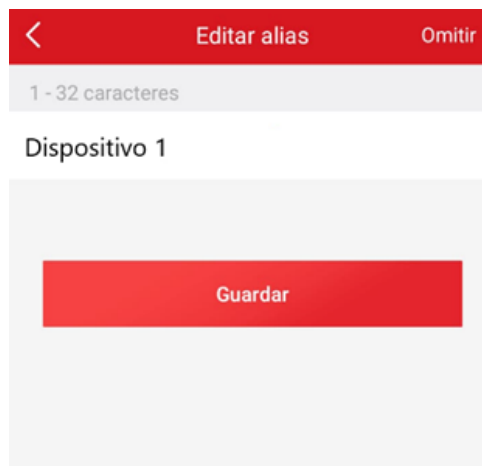 Editar alias Omitir
1 - 32 caracteres
Dispositivo 1
Guardar